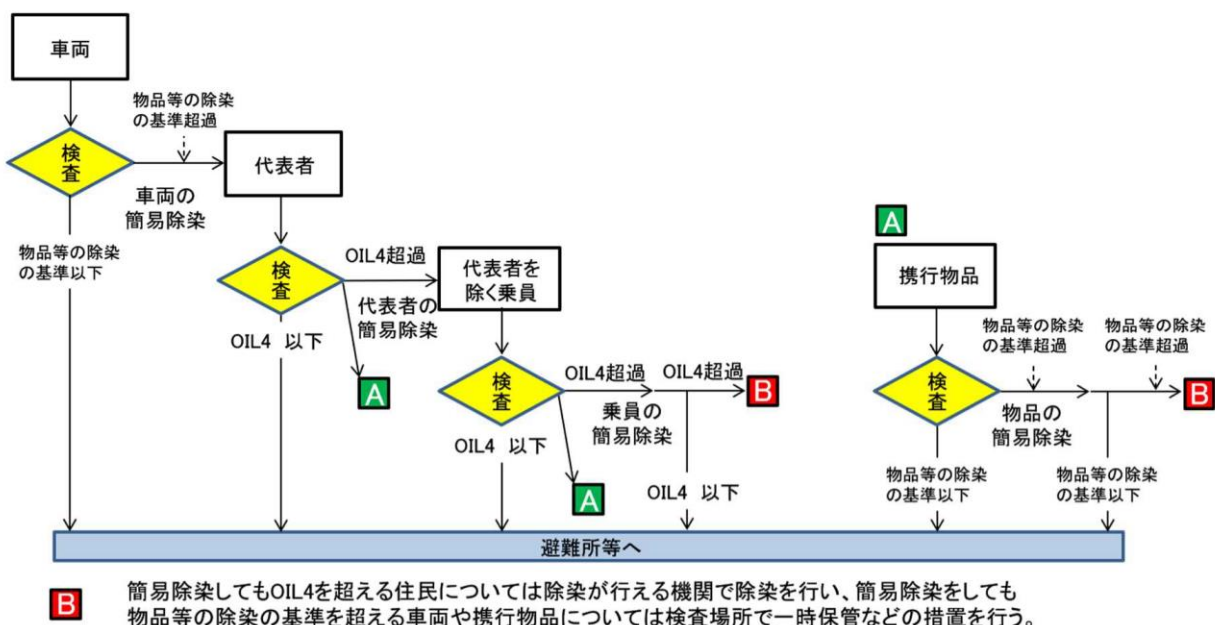 車両
物品等の除染
の基準超過
検査
代表者
車両の
簡易除染
物品等の除染
の基準以下
検査
OIL4超過
代表者を
除く乗員
代表者の
簡易除染
OIL4 以下
A
検査
OIL4超過
OIL4超過
B
乗員の
簡易除染
OIL4 以下
A
OIL4 以下
A
携行物品
物品等の除染
の基準超過
物品等の除染
の基準超過
検査
B
物品の
簡易除染
物品等の除染
の基準以下
物品等の除染
の基準以下
避難所等へ
B 簡易除染してもOIL4を超える住民については除染が行える機関で除染を行い、簡易除染をしても
物品等の除染の基準を超える車両や携行物品については検査場所で一時保管などの措置を行う。